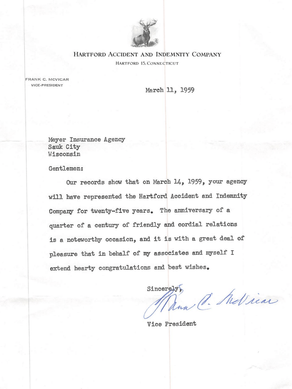 HARTFORD ACCIDENT AND INDEMNITY COMPANY
HARTFORD 15, CONNECTICUT
FRANK C. McVICAR
VICE-PRESIDENT
March 11, 1959
Meyer Insurance Agency
Sauk City
Wisconsin
Gentlemen:
Our records show that on March 14, 1959, your agency
will have represented the Hartford Accident and Indemnity
Company for twenty-five years. The anniversary of a
quarter of a century of friendly and cordial relations
is a noteworthy occasion, and it is with a great deal of
pleasure that in behalf of my associates and myself I
extend hearty congratulations and best wishes.
Sincerely,
McVicar
Vice President